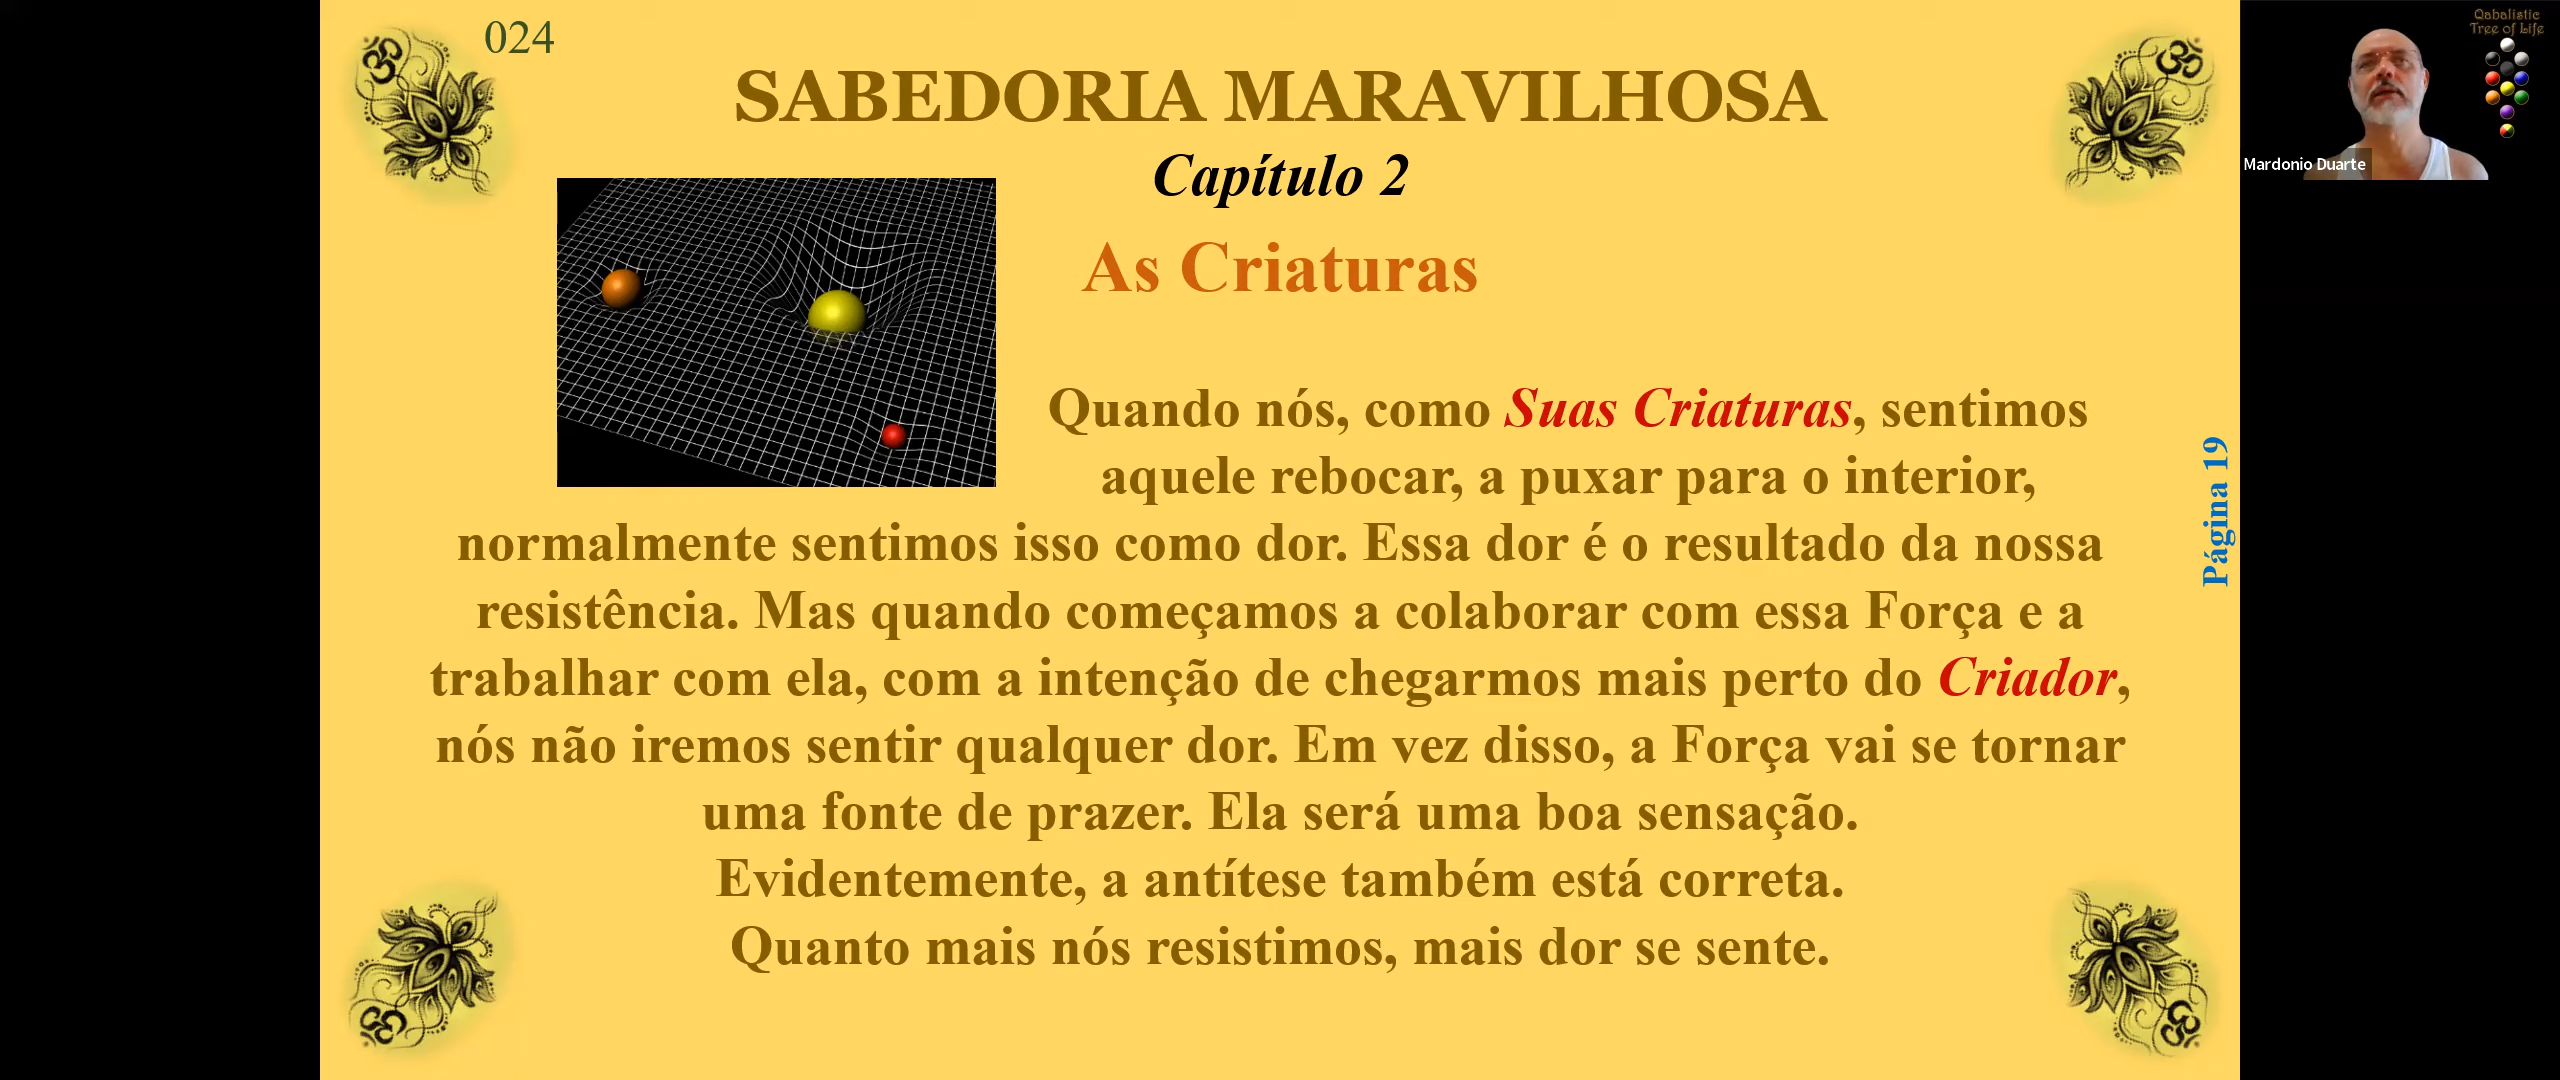 024
SABEDORIA MARAVILHOSA
Capítulo 2
As Criaturas
Quando nós, como Suas Criaturas, sentimos
aquele rebocar, a puxar para o interior,
normalmente sentimos isso como dor. Essa dor é o resultado da nossa
resistência. Mas quando começamos a colaborar com essa Força e a
trabalhar com ela, com a intenção de chegarmos mais perto do Criador,
nós não iremos sentir qualquer dor. Em vez disso, a Força vai se tornar
uma fonte de prazer. Ela será uma boa sensação.
Evidentemente, a antítese também está correta.
Quanto mais nós resistimos, mais dor se sente.
Página 19
Qabalistic
Tree of Life
Mardonio Duarte
ॐ
ॐ
ॐ
ॐ